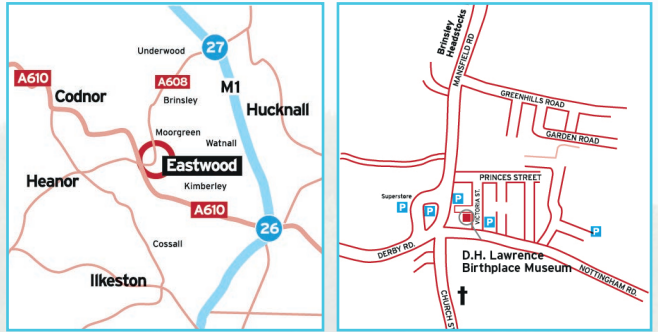 Underwood
27
A610
A608
M1
Codnor
Brinsley
Hucknall
Moorgreen
Watnall
Eastwood
Heanor
Kimberley
A610
26
Cossall
Ilkeston
Brinsley
Headstocks
MANSFIELD RD
GREENHILLS ROAD
GARDEN ROAD
PRINCES STREET
Superstore
P
P
P
VICTORIA ST.
P
P
DERBY RD.
D.H. Lawrence
Birthplace Museum
NOTTINGHAM RD.
CHURCH ST